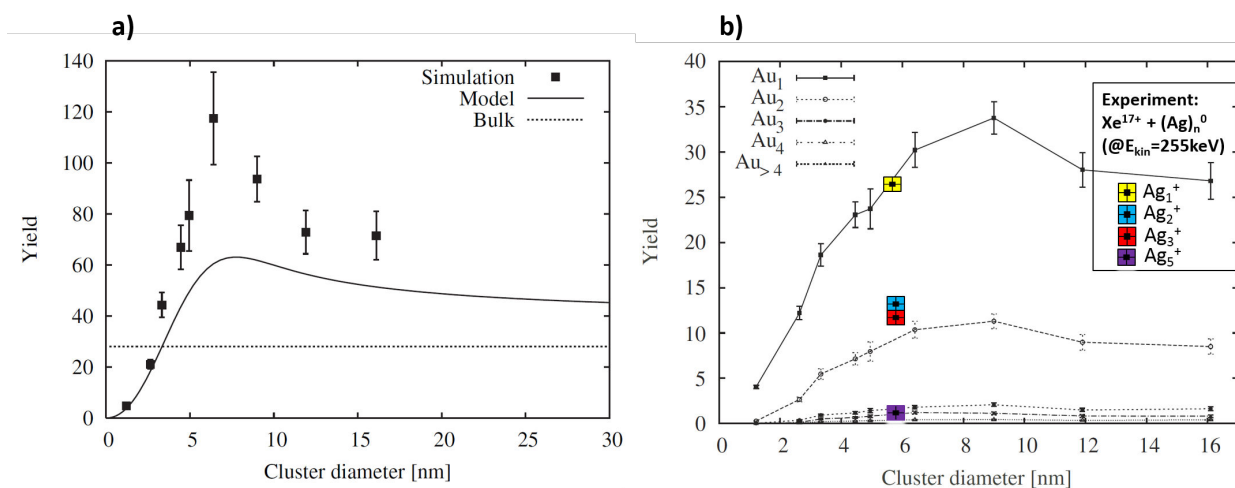 a)
140
120
100
80
60
40
20
0
Yield
Simulation
Model
Bulk
0 5 10 15 20 25 30
Cluster diameter [nm]
b)
40
35
30
25
20
15
10
5
0
Yield
Au₁
Au₂
Au₃
Au₄
Au>₄
Experiment:
Xe¹⁷⁺ + (Ag)ₙ⁰
(@Eₖᵢₙ=255keV)
Ag₁⁺
Ag₂⁺
Ag₃⁺
Ag₅⁺
0 2 4 6 8 10 12 14 16
Cluster diameter [nm]